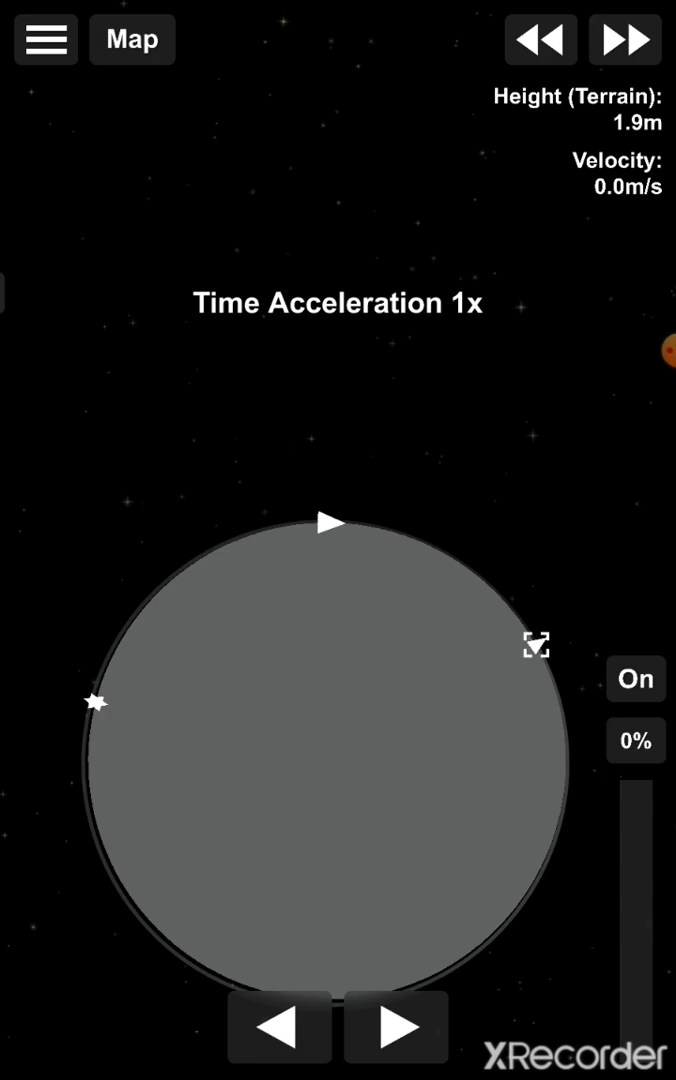 Map
Height (Terrain):
1.9m
Velocity:
0.0m/s
Time Acceleration 1x
On
0%
XRecorder